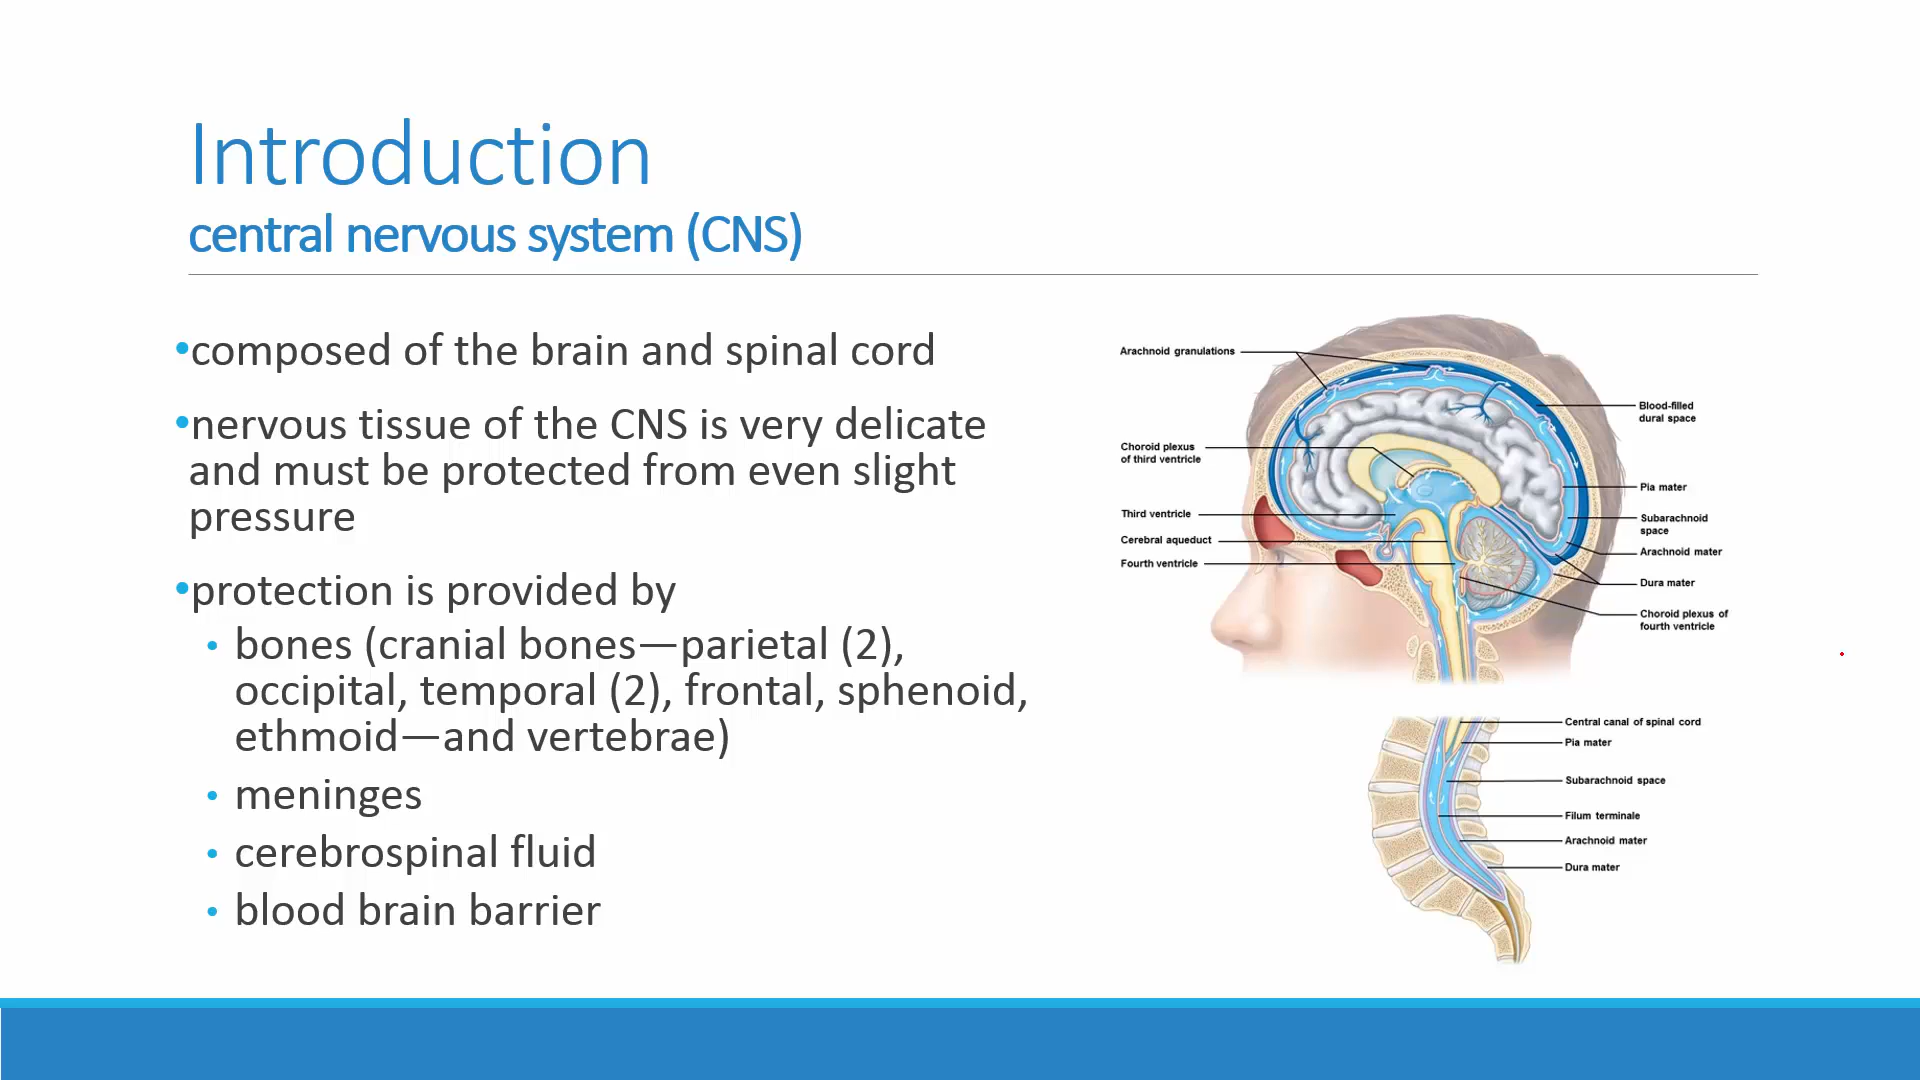 Introduction
central nervous system (CNS)
•composed of the brain and spinal cord
•nervous tissue of the CNS is very delicate
and must be protected from even slight
pressure
•protection is provided by
• bones (cranial bones—parietal (2),
occipital, temporal (2), frontal, sphenoid,
ethmoid—and vertebrae)
• meninges
• cerebrospinal fluid
• blood brain barrier
Arachnoid granulations
Choroid plexus
of third ventricle
Third ventricle
Cerebral aqueduct
Fourth ventricle
Blood-filled
dural space
Pia mater
Subarachnoid
space
Arachnoid mater
Dura mater
Choroid plexus of
fourth ventricle
Central canal of spinal cord
Pia mater
Subarachnoid space
Filum terminale
Arachnoid mater
Dura mater